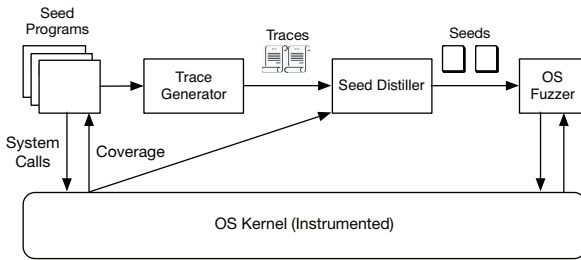 Seed
Programs
Traces
Seeds
Trace
Generator
Seed Distiller
OS
Fuzzer
System
Calls
Coverage
OS Kernel (Instrumented)